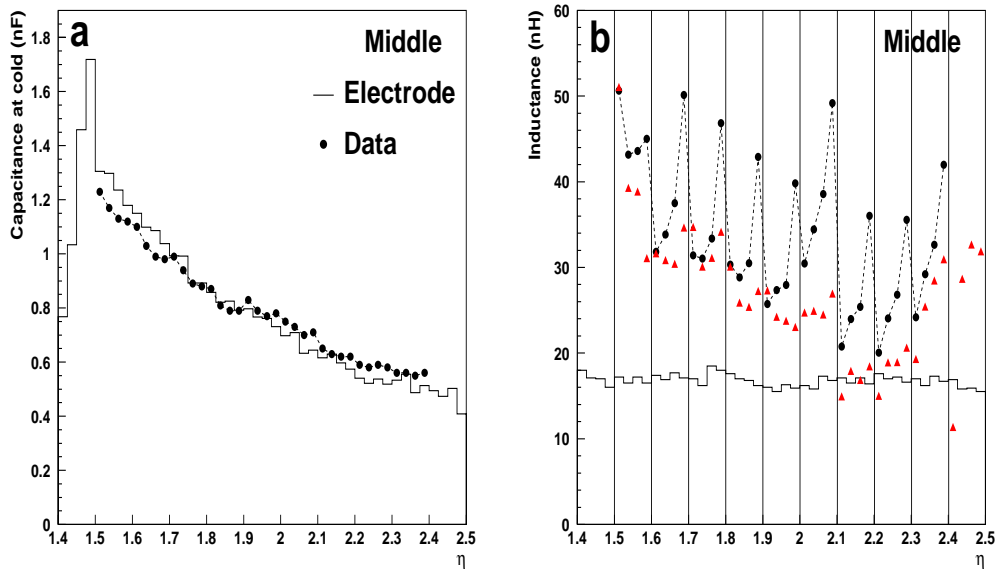 a
Middle
Electrode
Data
Capacitance at cold (nF)
1.8
1.6
1.4
1.2
1
0.8
0.6
0.4
0.2
0
1.4 1.5 1.6 1.7 1.8 1.9 2 2.1 2.2 2.3 2.4 2.5
η
b
Middle
Inductance (nH)
60
50
40
30
20
10
0
1.4 1.5 1.6 1.7 1.8 1.9 2 2.1 2.2 2.3 2.4 2.5
η